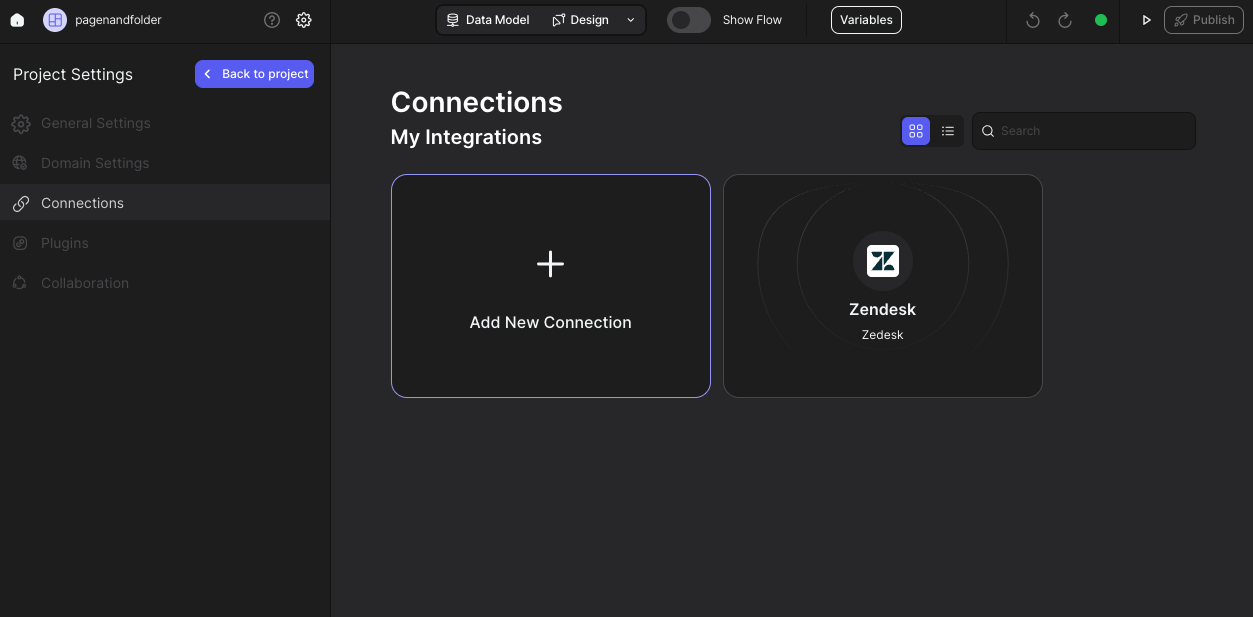 pagenandfolder
Data Model
Design
Show Flow
Variables
Publish
Project Settings
Back to project
General Settings
Domain Settings
Connections
Plugins
Collaboration
Connections
My Integrations
Search
Add New Connection
Zendesk
Zedesk